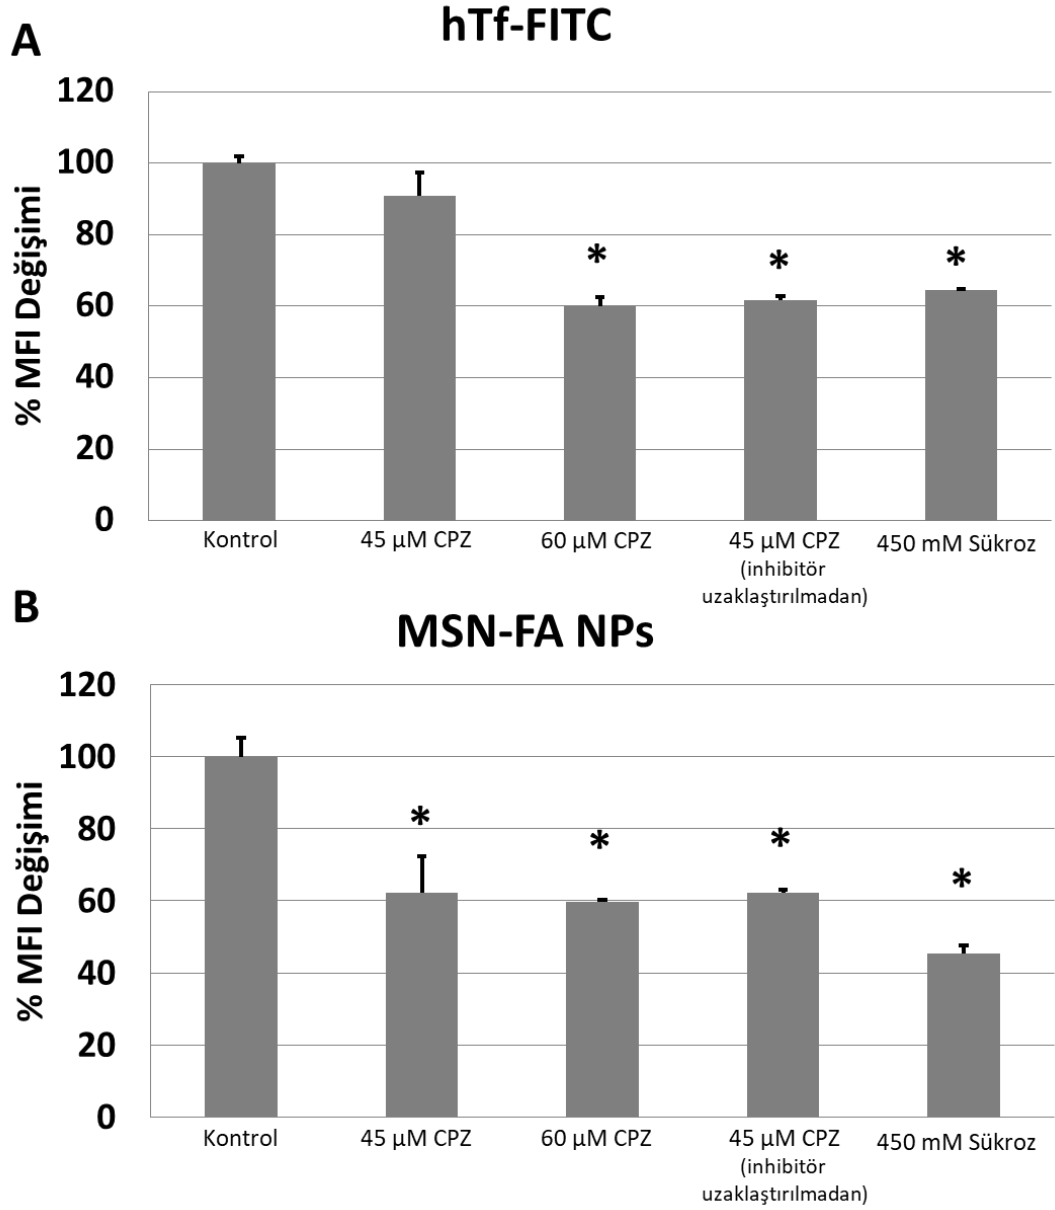 A
hTf-FITC
% MFI Değişimi
120
100
80
60
40
20
0
*
*
*
Kontrol
45 µM CPZ
60 µM CPZ
45 µM CPZ
(inhibitör
uzaklaştırılmadan)
450 mM Sükroz
B
MSN-FA NPs
% MFI Değişimi
120
100
80
60
40
20
0
*
*
*
*
Kontrol
45 µM CPZ
60 µM CPZ
45 µM CPZ
(inhibitör
uzaklaştırılmadan)
450 mM Sükroz